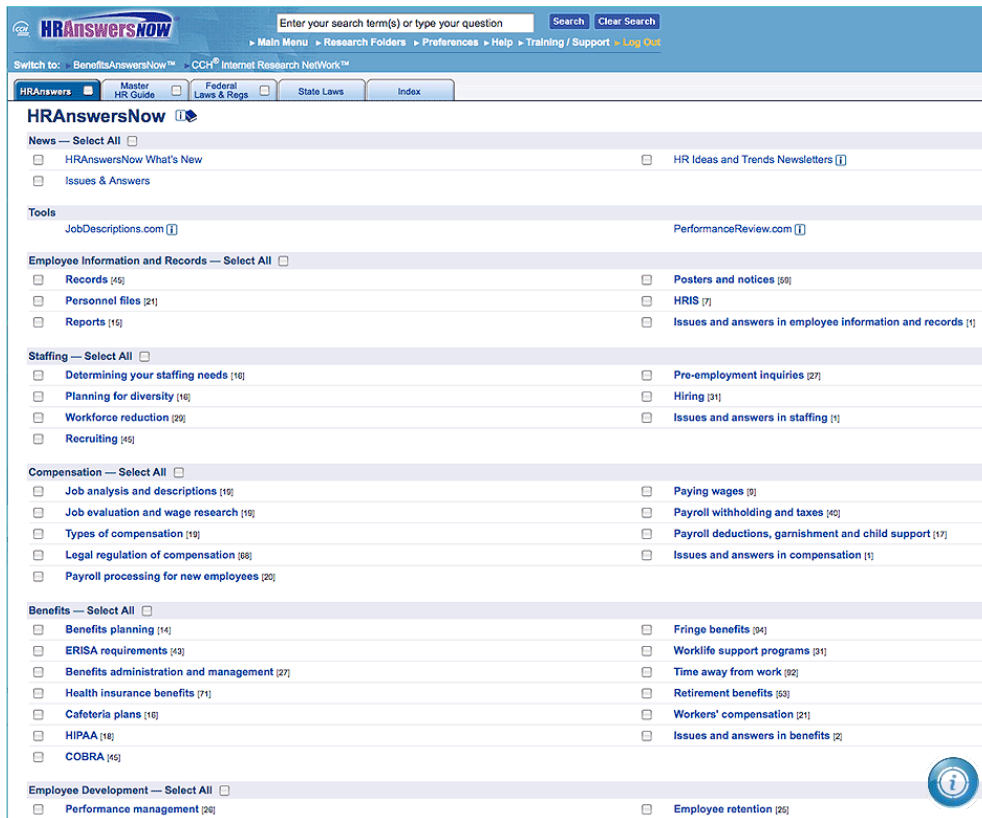 CCH HRAnswersNOW
Enter your search term(s) or type your question Search Clear Search
Main Menu Research Folders Preferences Help Training / Support Log Out
Switch to: BenefitsAnswersNow™ CCH® Internet Research NetWork™
HRAnswers Master HR Guide Federal Laws & Regs State Laws Index
HRAnswersNow
News — Select All
HRAnswersNow What's New HR Ideas and Trends Newsletters
Issues & Answers
Tools
JobDescriptions.com PerformanceReview.com
Employee Information and Records — Select All
Records [45] Posters and notices [59]
Personnel files [21] HRIS [7]
Reports [15] Issues and answers in employee information and records [1]
Staffing — Select All
Determining your staffing needs [16] Pre-employment inquiries [27]
Planning for diversity [16] Hiring [31]
Workforce reduction [29] Issues and answers in staffing [1]
Recruiting [45]
Compensation — Select All
Job analysis and descriptions [19] Paying wages [9]
Job evaluation and wage research [19] Payroll withholding and taxes [40]
Types of compensation [19] Payroll deductions, garnishment and child support [17]
Legal regulation of compensation [68] Issues and answers in compensation [1]
Payroll processing for new employees [20]
Benefits — Select All
Benefits planning [14] Fringe benefits [94]
ERISA requirements [43] Worklife support programs [31]
Benefits administration and management [27] Time away from work [92]
Health insurance benefits [71] Retirement benefits [53]
Cafeteria plans [16] Workers' compensation [21]
HIPAA [18] Issues and answers in benefits [2]
COBRA [45]
Employee Development — Select All
Performance management [26] Employee retention [25]